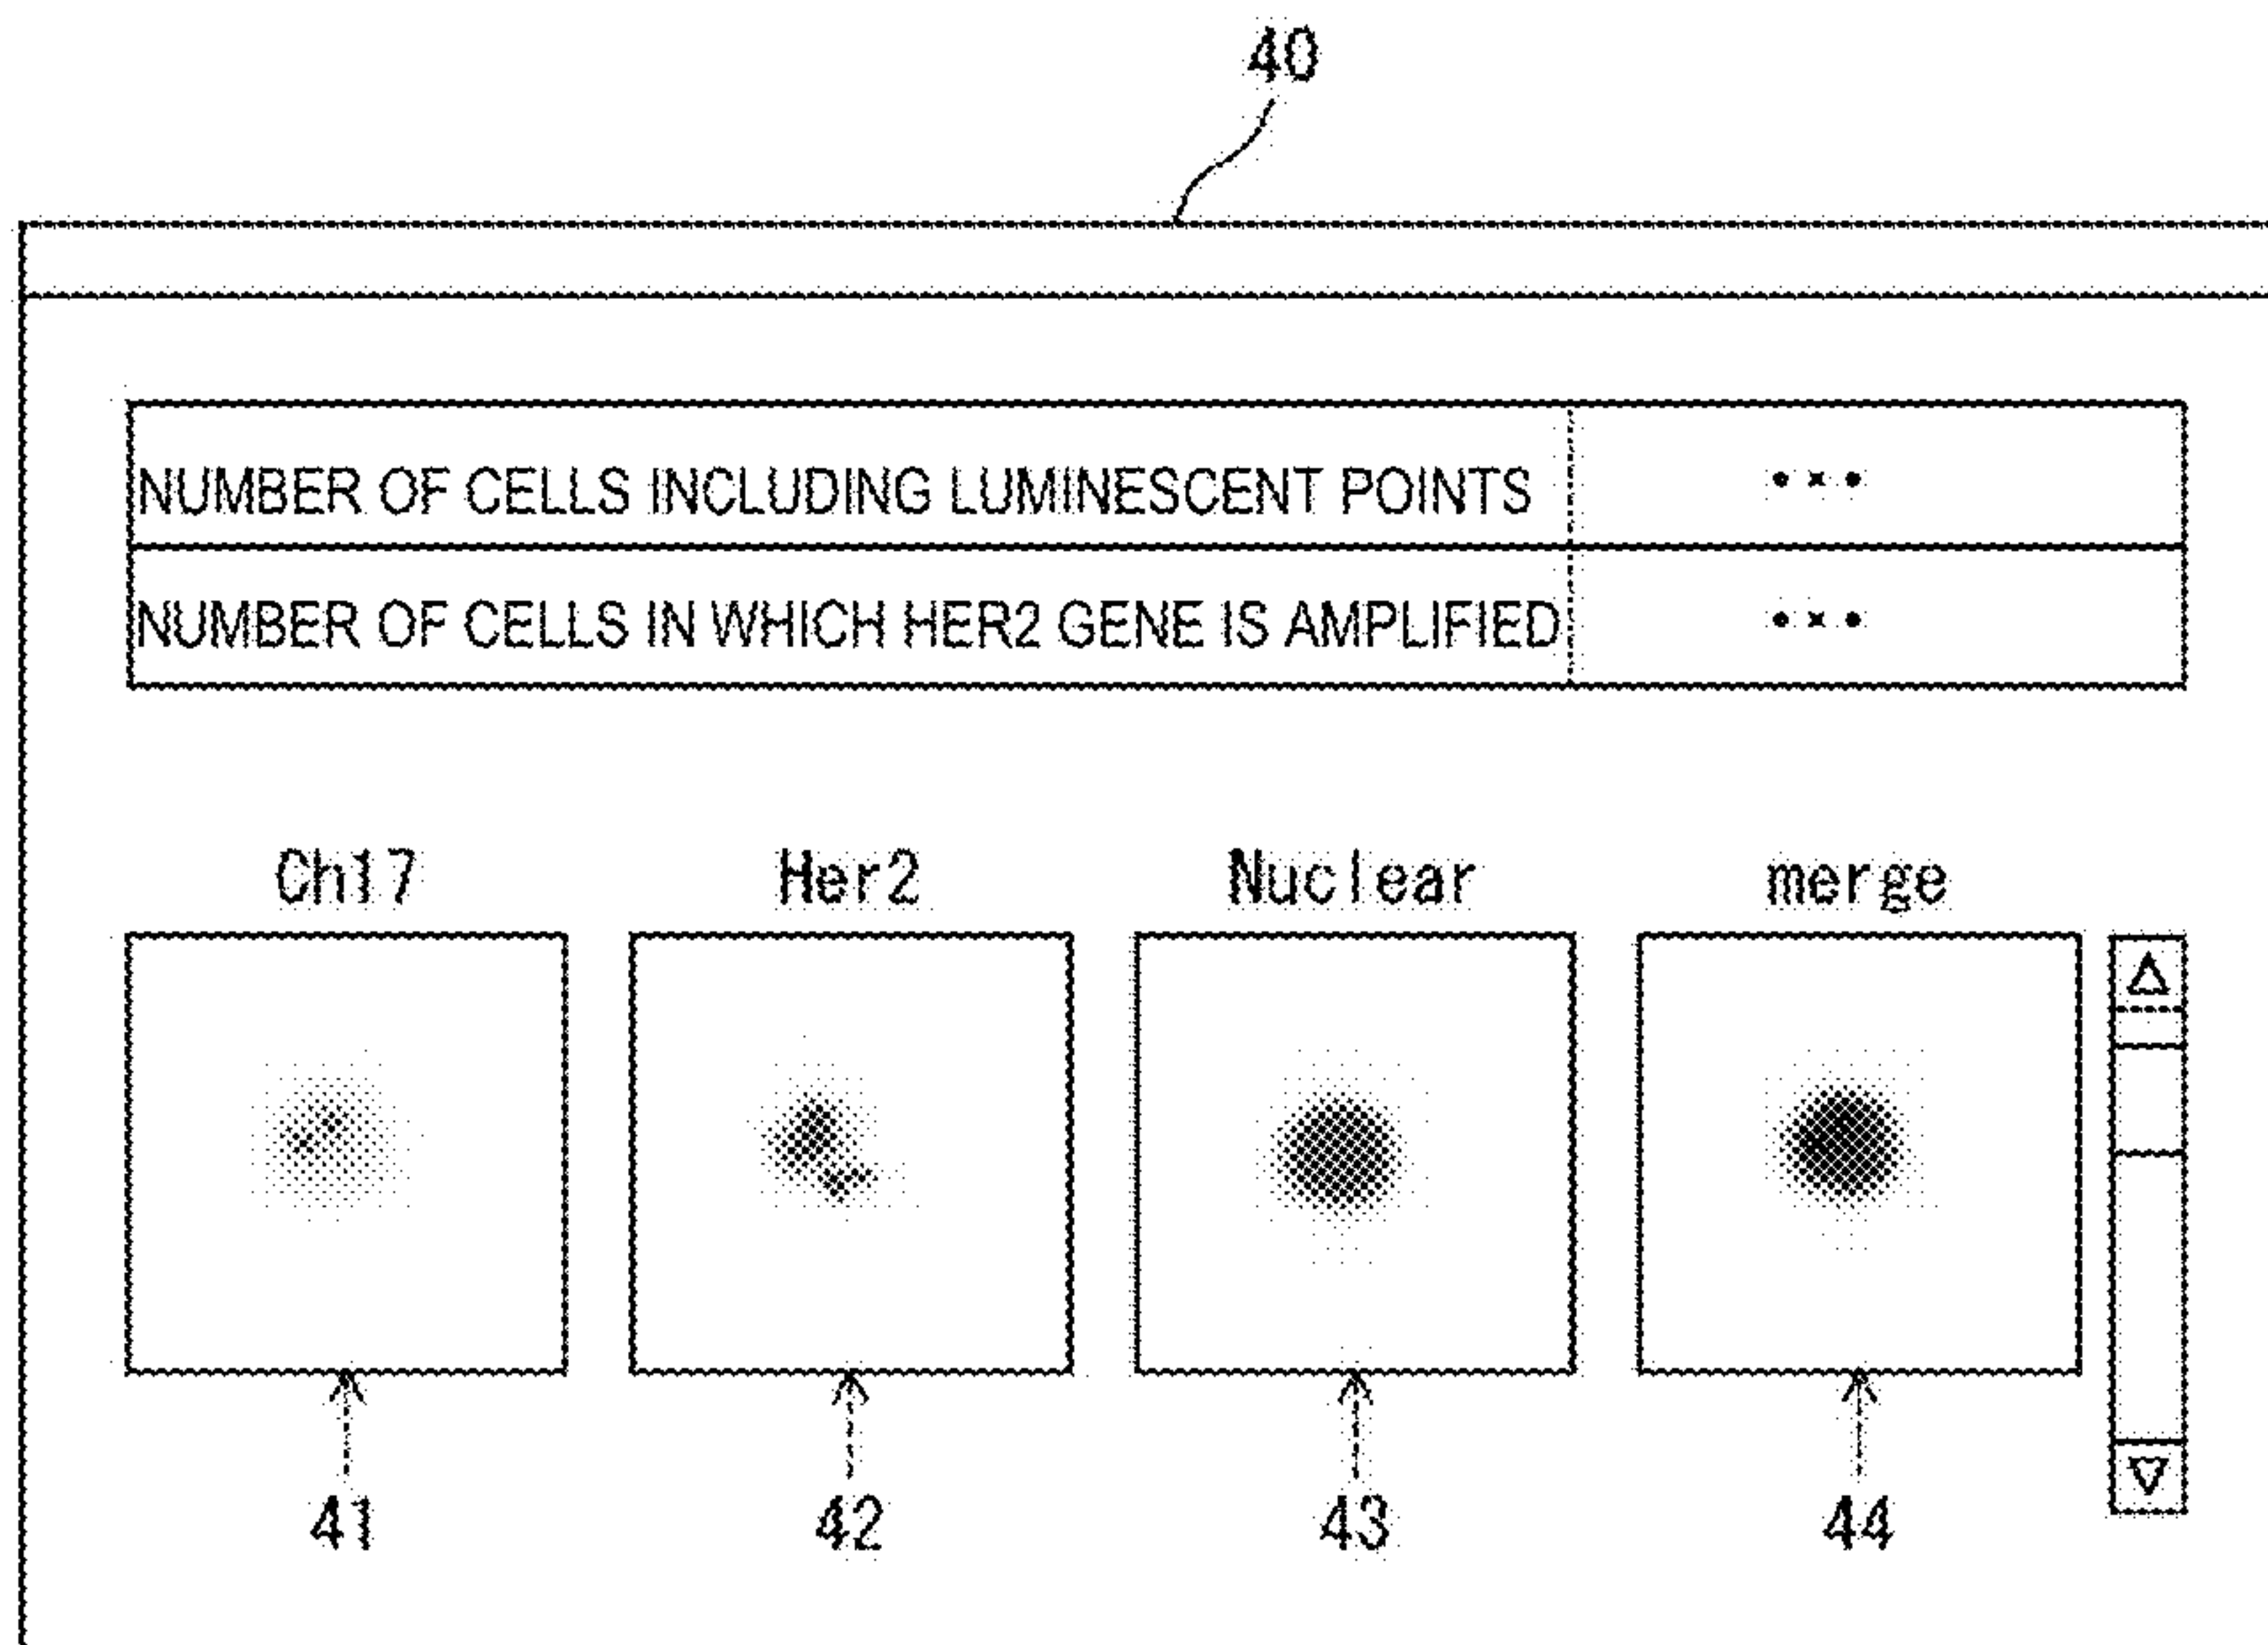 40
NUMBER OF CELLS INCLUDING LUMINESCENT POINTS •••
NUMBER OF CELLS IN WHICH HER2 GENE IS AMPLIFIED •••
Ch17 Her2 Nuclear merge
41 42 43 44